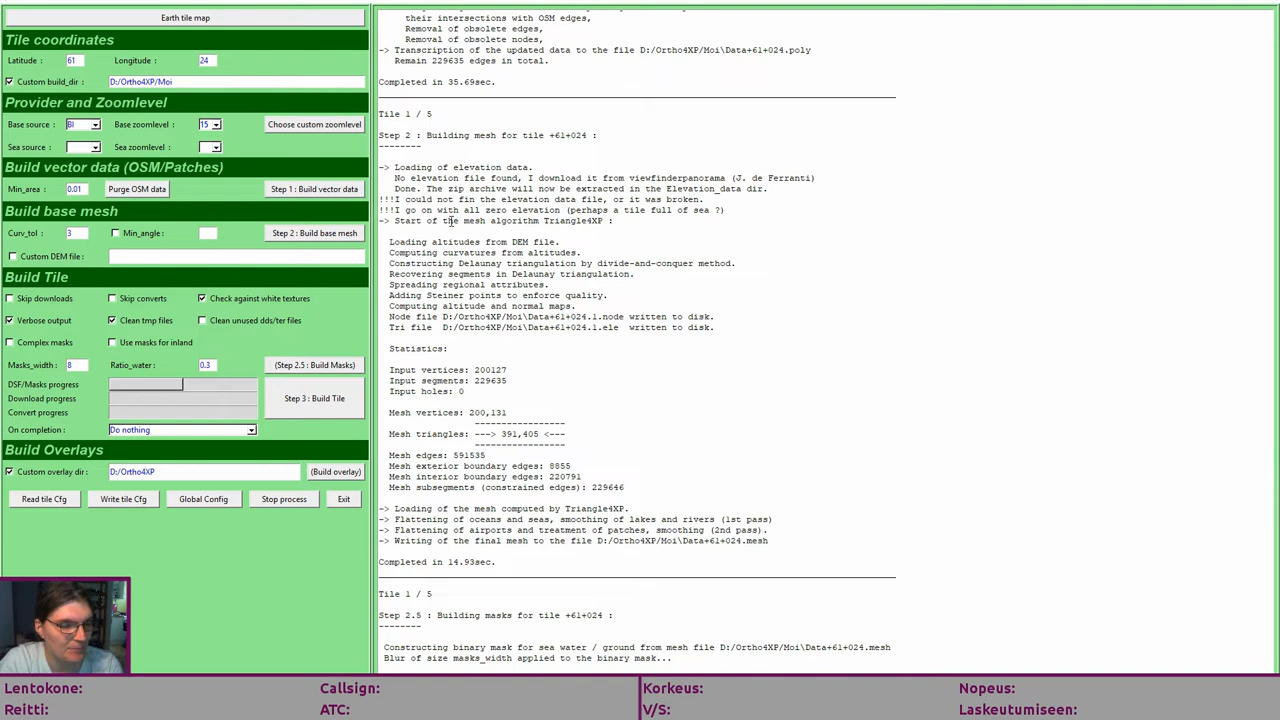 Earth tile map
Tile coordinates
Latitude : 61 Longitude : 24
Custom build_dir : D:/Ortho4XP/Moi
Provider and Zoomlevel
Base source : BI Base zoomlevel : 15 Choose custom zoomlevel
Sea source : Sea zoomlevel :
Build vector data (OSM/Patches)
Min_area : 0.01 Purge OSM data Step 1 : Build vector data
Build base mesh
Curv_tol : 3 Min_angle : Step 2 : Build base mesh
Custom DEM file :
Build Tile
Skip downloads Skip converts Check against white textures
Verbose output Clean tmp files Clean unused dds/ter files
Complex masks Use masks for inland
Masks_width : 8 Ratio_water : 0.3 (Step 2.5 : Build Masks)
DSF/Masks progress
Download progress Step 3 : Build Tile
Convert progress
On completion : Do nothing
Build Overlays
Custom overlay dir : D:/Ortho4XP (Build overlay)
Read tile Cfg Write tile Cfg Global Config Stop process Exit
their intersections with OSM edges,
Removal of obsolete edges,
Removal of obsolete nodes,
-> Transcription of the updated data to the file D:/Ortho4XP/Moi\Data+61+024.poly
Remain 229635 edges in total.
Completed in 35.69sec.
Tile 1 / 5
Step 2 : Building mesh for tile +61+024 :
--------
-> Loading of elevation data.
No elevation file found, I download it from viewfinderpanorama (J. de Ferranti)
Done. The zip archive will now be extracted in the Elevation_data dir.
!!!I could not fin the elevation data file, or it was broken.
!!!I go on with all zero elevation (perhaps a tile full of sea ?)
-> Start of the mesh algorithm Triangle4XP :
Loading altitudes from DEM file.
Computing curvatures from altitudes.
Constructing Delaunay triangulation by divide-and-conquer method.
Recovering segments in Delaunay triangulation.
Spreading regional attributes.
Adding Steiner points to enforce quality.
Computing altitude and normal maps.
Node file D:/Ortho4XP/Moi\Data+61+024.1.node written to disk.
Tri file  D:/Ortho4XP/Moi\Data+61+024.1.ele  written to disk.
Statistics:
Input vertices: 200127
Input segments: 229635
Input holes: 0
Mesh vertices: 200,131
-----------------
Mesh triangles: ---> 391,405 <---
-----------------
Mesh edges: 591535
Mesh exterior boundary edges: 8855
Mesh interior boundary edges: 220791
Mesh subsegments (constrained edges): 229646
-> Loading of the mesh computed by Triangle4XP.
-> Flattening of oceans and seas, smoothing of lakes and rivers (1st pass)
-> Flattening of airports and treatment of patches, smoothing (2nd pass).
-> Writing of the final mesh to the file D:/Ortho4XP/Moi\Data+61+024.mesh
Completed in 14.93sec.
Tile 1 / 5
Step 2.5 : Building masks for tile +61+024 :
--------
Constructing binary mask for sea water / ground from mesh file D:/Ortho4XP/Moi\Data+61+024.mesh
Blur of size masks_width applied to the binary mask...
Lentokone: Callsign: Korkeus: Nopeus:
Reitti: ATC: V/S: Laskeutumiseen: